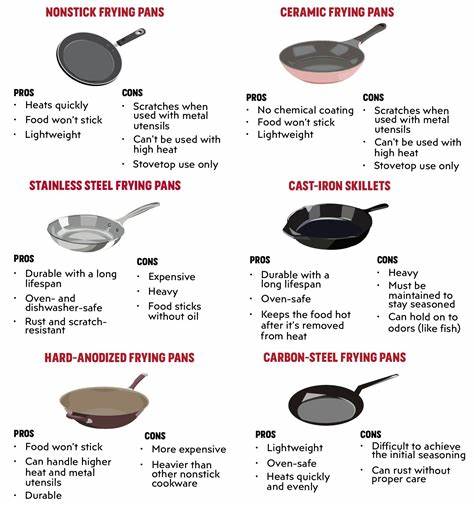 NONSTICK FRYING PANS
PROS
• Heats quickly
• Food won't stick
• Lightweight
CONS
• Scratches when
used with metal
utensils
• Can't be used with
high heat
• Stovetop use only
CERAMIC FRYING PANS
PROS
• No chemical coating
• Food won't stick
• Lightweight
CONS
• Scratches when
used with metal
utensils
• Can't be used with
high heat
• Stovetop use only
STAINLESS STEEL FRYING PANS
PROS
• Durable with a long
lifespan
• Oven- and
dishwasher-safe
• Rust and scratch-
resistant
CONS
• Expensive
• Heavy
• Food sticks
without oil
CAST-IRON SKILLETS
PROS
• Durable with a
long lifespan
• Oven-safe
• Keeps the food hot
after it's removed
from heat
CONS
• Heavy
• Must be
maintained to
stay seasoned
• Can hold on to
odors (like fish)
HARD-ANODIZED FRYING PANS
PROS
• Food won't stick
• Can handle higher
heat and metal
utensils
• Durable
CONS
• More expensive
• Heavier than
other nonstick
cookware
CARBON-STEEL FRYING PANS
PROS
• Lightweight
• Oven-safe
• Heats quickly
and evenly
CONS
• Difficult to achieve
the initial seasoning
• Can rust without
proper care